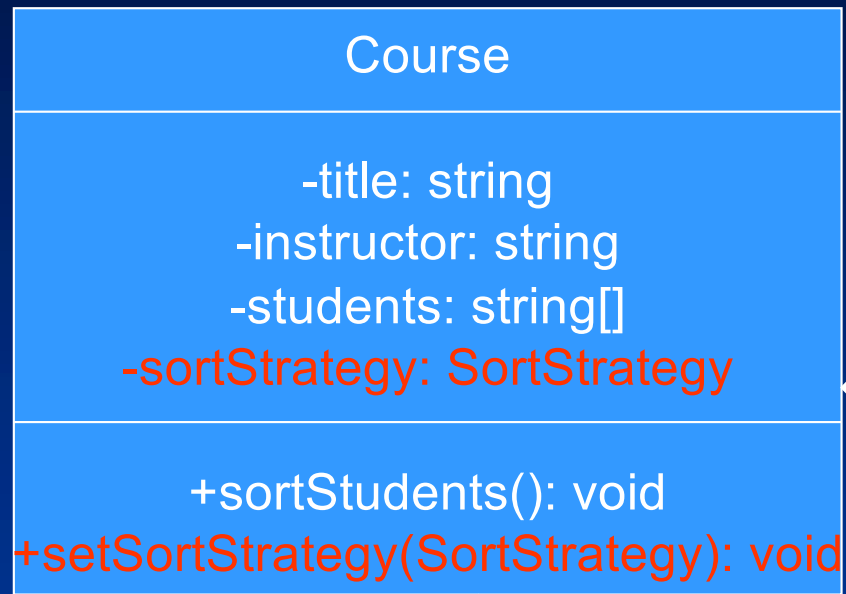 Course
-title: string
-instructor: string
-students: string[]
-sortStrategy: SortStrategy
+sortStudents(): void
+setSortStrategy(SortStrategy): void